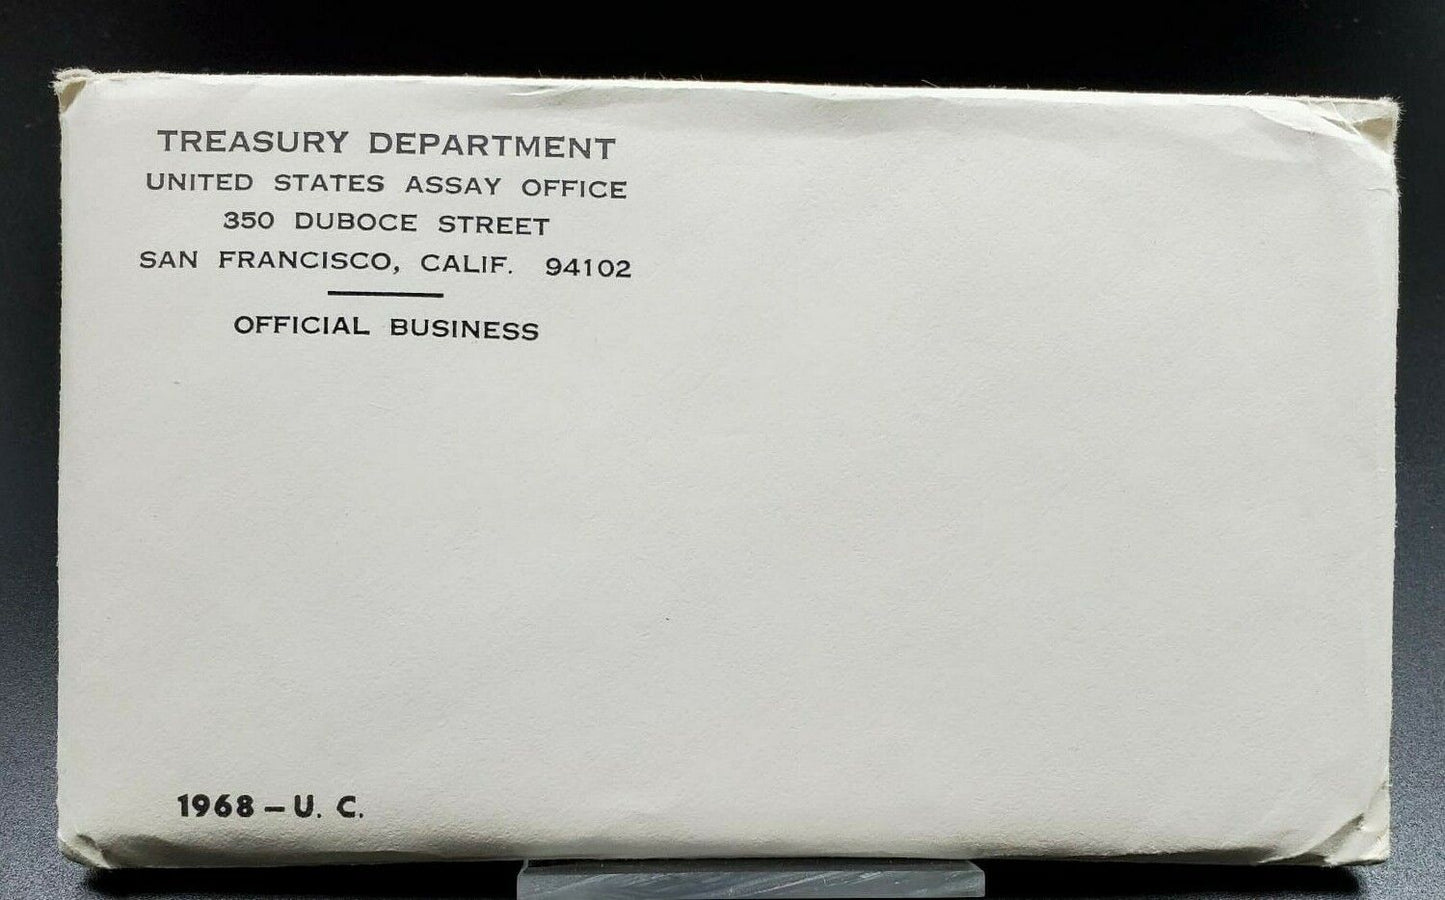 TREASURY DEPARTMENT
UNITED STATES ASSAY OFFICE
350 DUBOCE STREET
SAN FRANCISCO, CALIF. 94102
OFFICIAL BUSINESS
1968 – U. C.